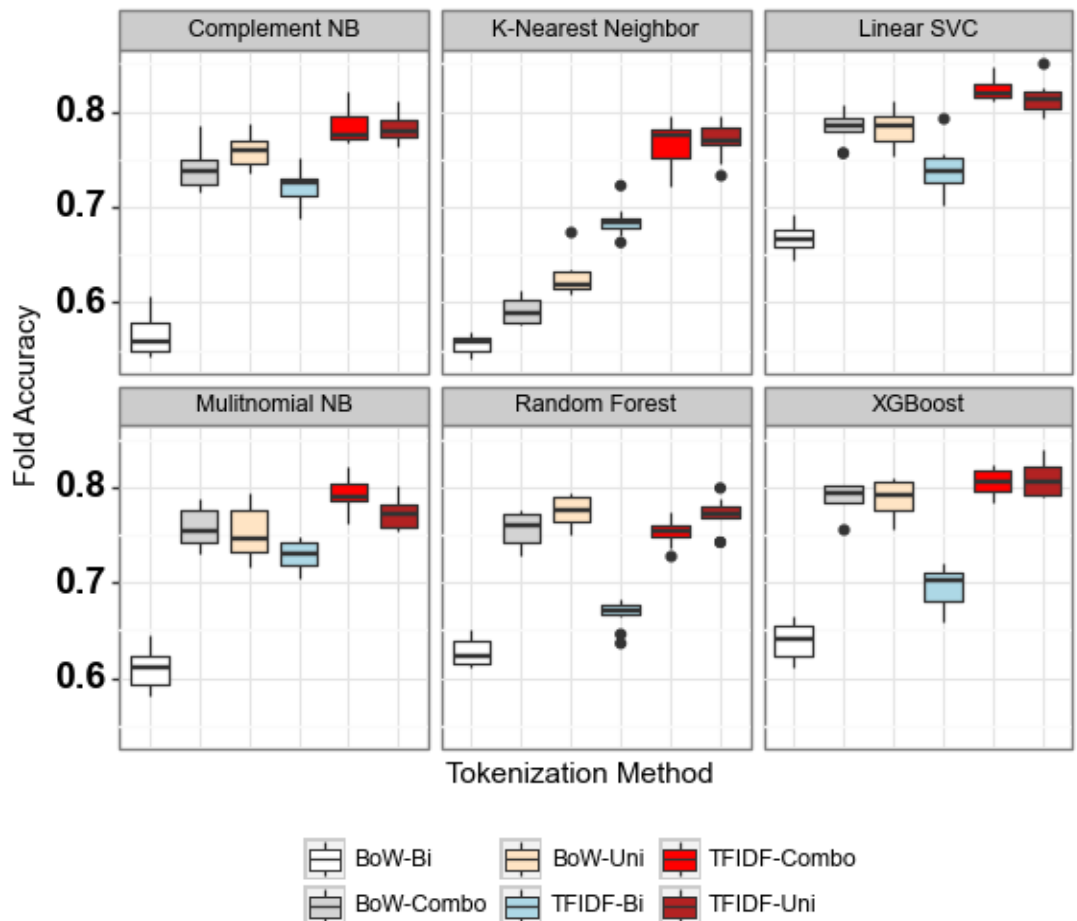 Complement NB
K-Nearest Neighbor
Linear SVC
0.8
0.7
0.6
Fold Accuracy
Mulitnomial NB
Random Forest
XGBoost
0.8
0.7
0.6
Tokenization Method
BoW-Bi
BoW-Uni
TFIDF-Combo
BoW-Combo
TFIDF-Bi
TFIDF-Uni